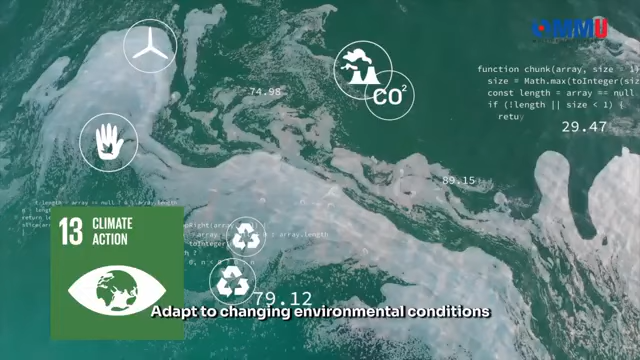 MMU
function chunk(array, size = 1)
size = Math.max(toInteger(siz
const length = array == null
if (!length || size < 1) {
retu
29.47
CO²
74.98
89.15
13 CLIMATE
ACTION
79.12
Adapt to changing environmental conditions